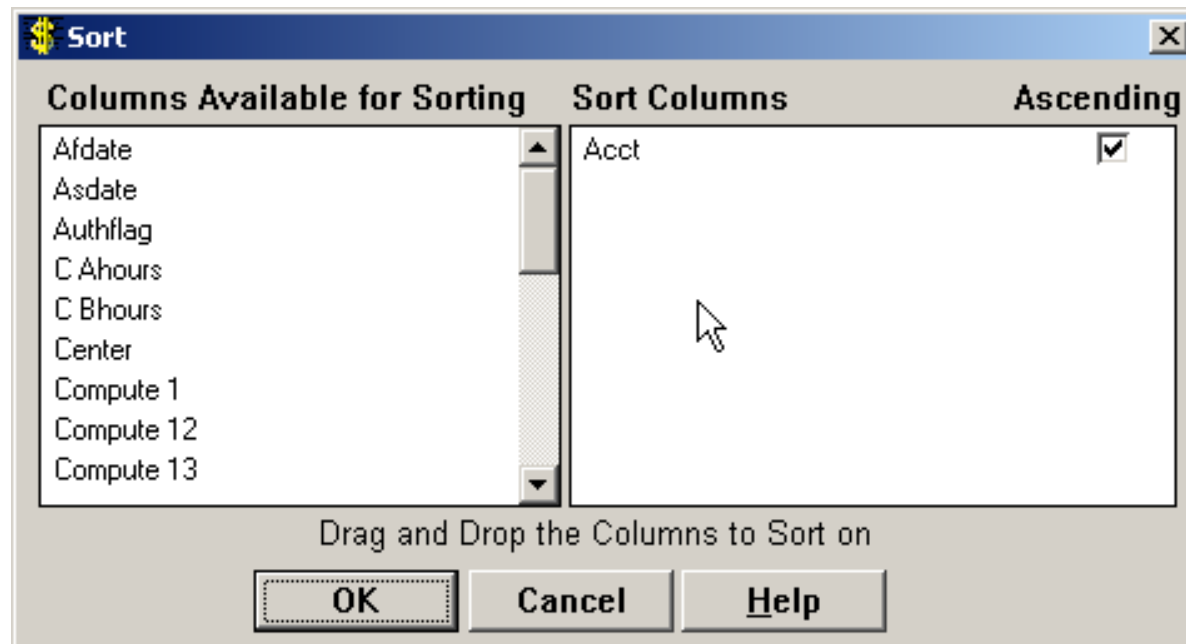 Sort
Columns Available for Sorting
Sort Columns
Ascending
Afdate
Asdate
Authflag
C Ahours
C Bhours
Center
Compute 1
Compute 12
Compute 13
Acct
Drag and Drop the Columns to Sort on
OK
Cancel
Help